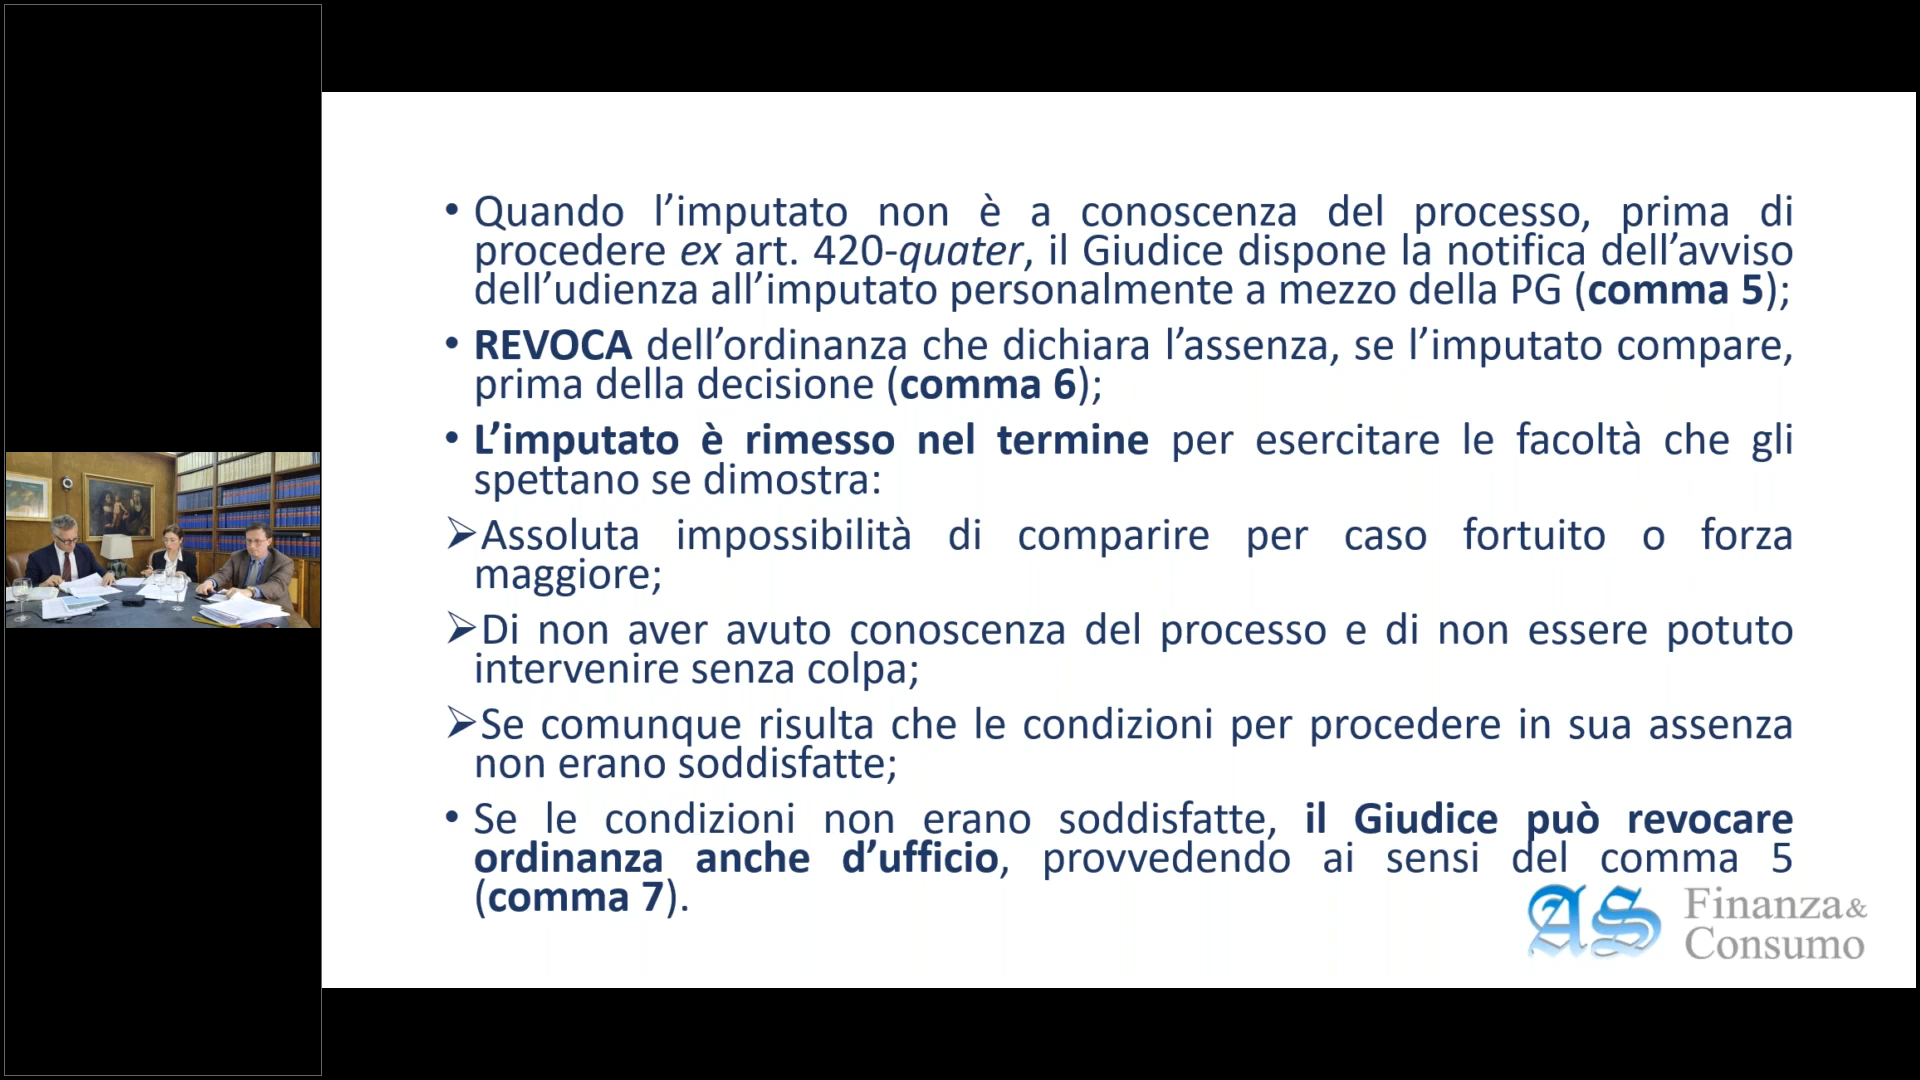 • Quando l’imputato non è a conoscenza del processo, prima di
procedere ex art. 420-quater, il Giudice dispone la notifica dell’avviso
dell’udienza all’imputato personalmente a mezzo della PG (comma 5);
• REVOCA dell’ordinanza che dichiara l’assenza, se l’imputato compare,
prima della decisione (comma 6);
• L’imputato è rimesso nel termine per esercitare le facoltà che gli
spettano se dimostra:
➢Assoluta impossibilità di comparire per caso fortuito o forza
maggiore;
➢Di non aver avuto conoscenza del processo e di non essere potuto
intervenire senza colpa;
➢Se comunque risulta che le condizioni per procedere in sua assenza
non erano soddisfatte;
• Se le condizioni non erano soddisfatte, il Giudice può revocare
ordinanza anche d’ufficio, provvedendo ai sensi del comma 5
(comma 7).
AS Finanza&
Consumo